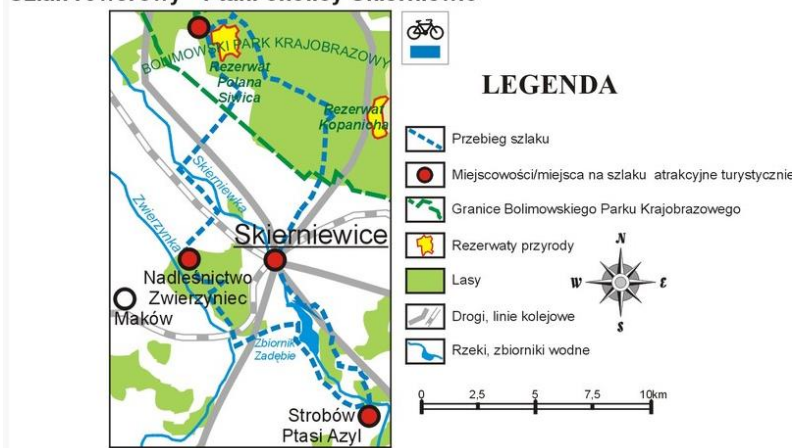 BOLIMOWSKI PARK KRAJOBRAZOWY
Rezerwat
Polana
Siwica
Rezerwat
Kopanicha
Skierniewka
Zwierzynka
Skierniewice
Nadleśnictwo
Zwierzyniec
Maków
Zbiornik
Zadębie
Strobów
Ptasi Azyl
LEGENDA
Przebieg szlaku
Miejscowości/miejsca na szlaku atrakcyjne turystycznie
Granice Bolimowskiego Parku Krajobrazowego
Rezerwaty przyrody
Lasy
Drogi, linie kolejowe
Rzeki, zbiorniki wodne
N
W E
S
0 2,5 5 7,5 10km